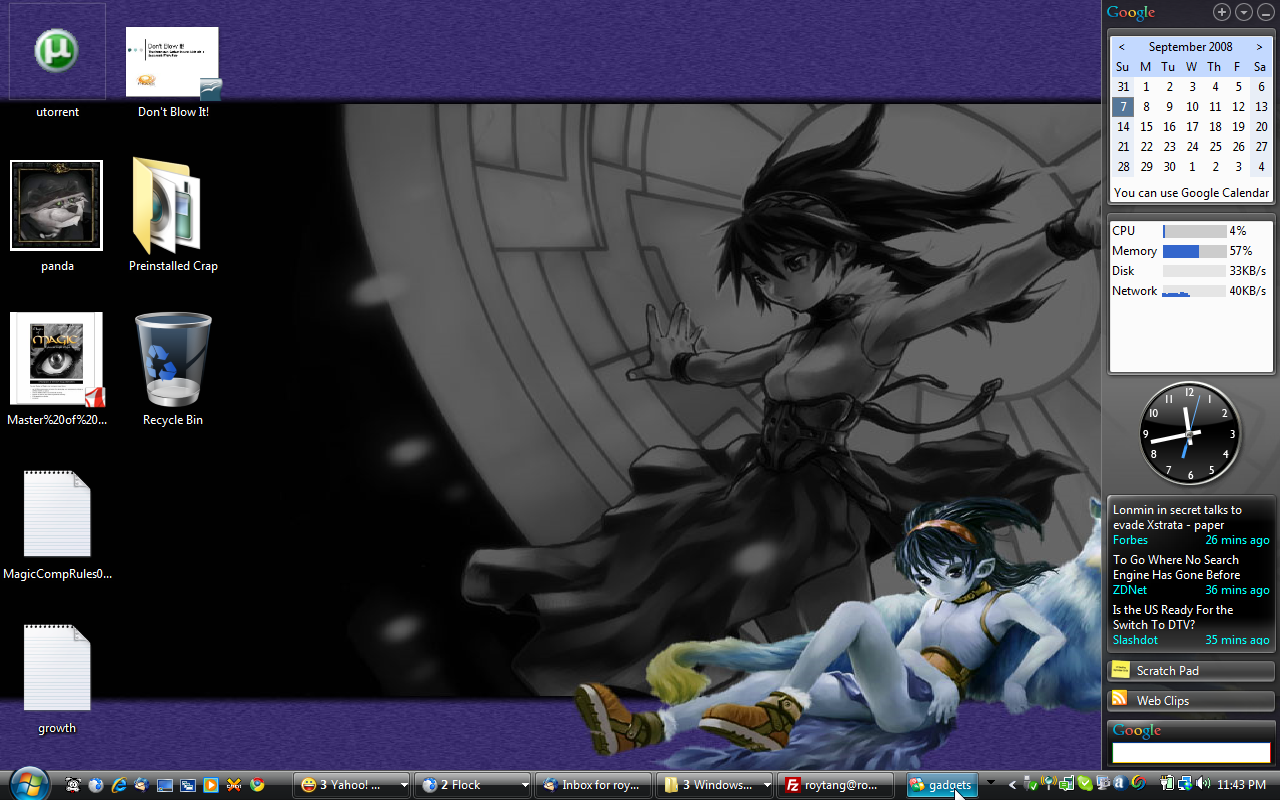 utorrent
Don't Blow It!
Don't Blow It!
panda
Preinstalled Crap
MAGIC
Master%20of%20...
Recycle Bin
MagicCompRules0...
growth
Google
< September 2008 >
Su M Tu W Th F Sa
31 1 2 3 4 5 6
7 8 9 10 11 12 13
14 15 16 17 18 19 20
21 22 23 24 25 26 27
28 29 30 1 2 3 4
You can use Google Calendar
CPU 4%
Memory 57%
Disk 33KB/s
Network 40KB/s
12
11 1
10 2
9 3
8 4
7 5
6
Lonmin in secret talks to
evade Xstrata - paper
Forbes 26 mins ago
To Go Where No Search
Engine Has Gone Before
ZDNet 36 mins ago
Is the US Ready For the
Switch To DTV?
Slashdot 35 mins ago
Scratch Pad
Web Clips
Google
3 Yahoo! ... 2 Flock Inbox for roy... 3 Windows... Fz roytang@ro... gadgets < 11:43 PM